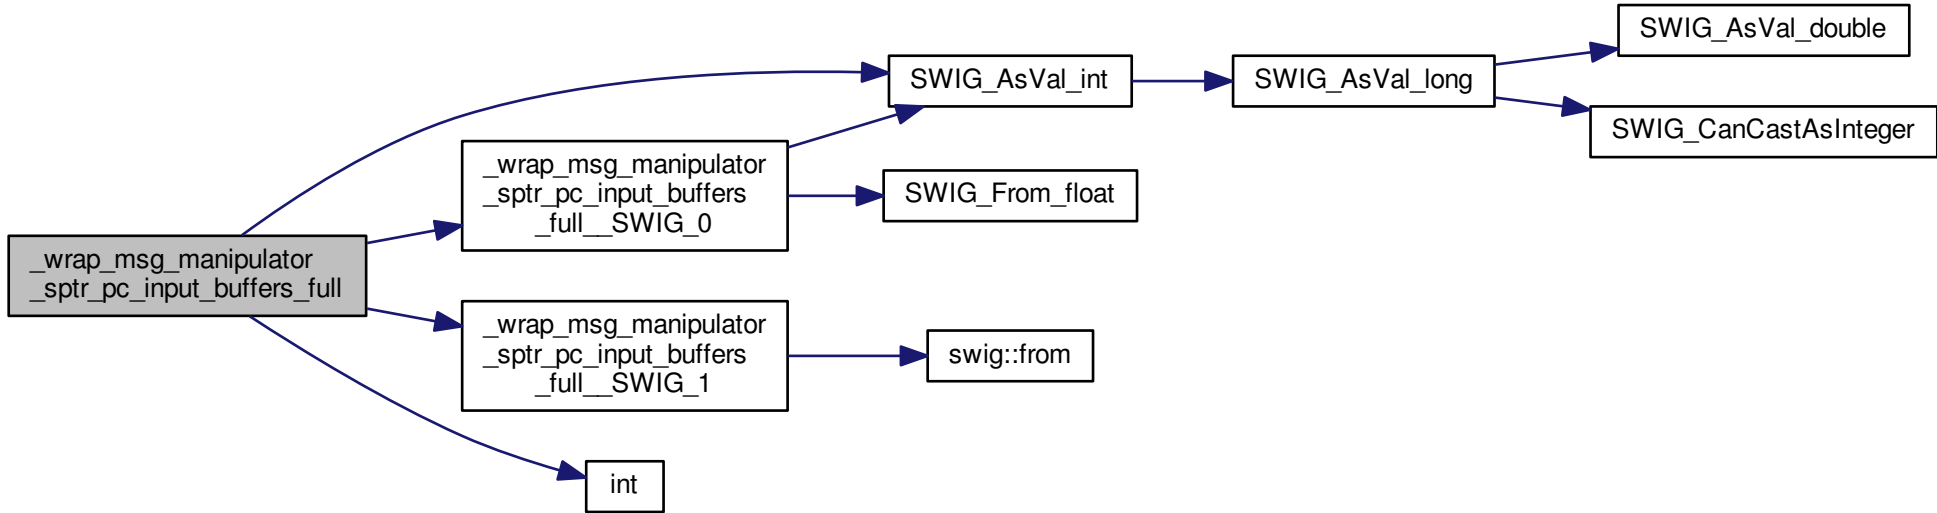 _wrap_msg_manipulator
_sptr_pc_input_buffers_full
SWIG_AsVal_int
_wrap_msg_manipulator
_sptr_pc_input_buffers
_full__SWIG_0
_wrap_msg_manipulator
_sptr_pc_input_buffers
_full__SWIG_1
int
SWIG_From_float
swig::from
SWIG_AsVal_long
SWIG_AsVal_double
SWIG_CanCastAsInteger